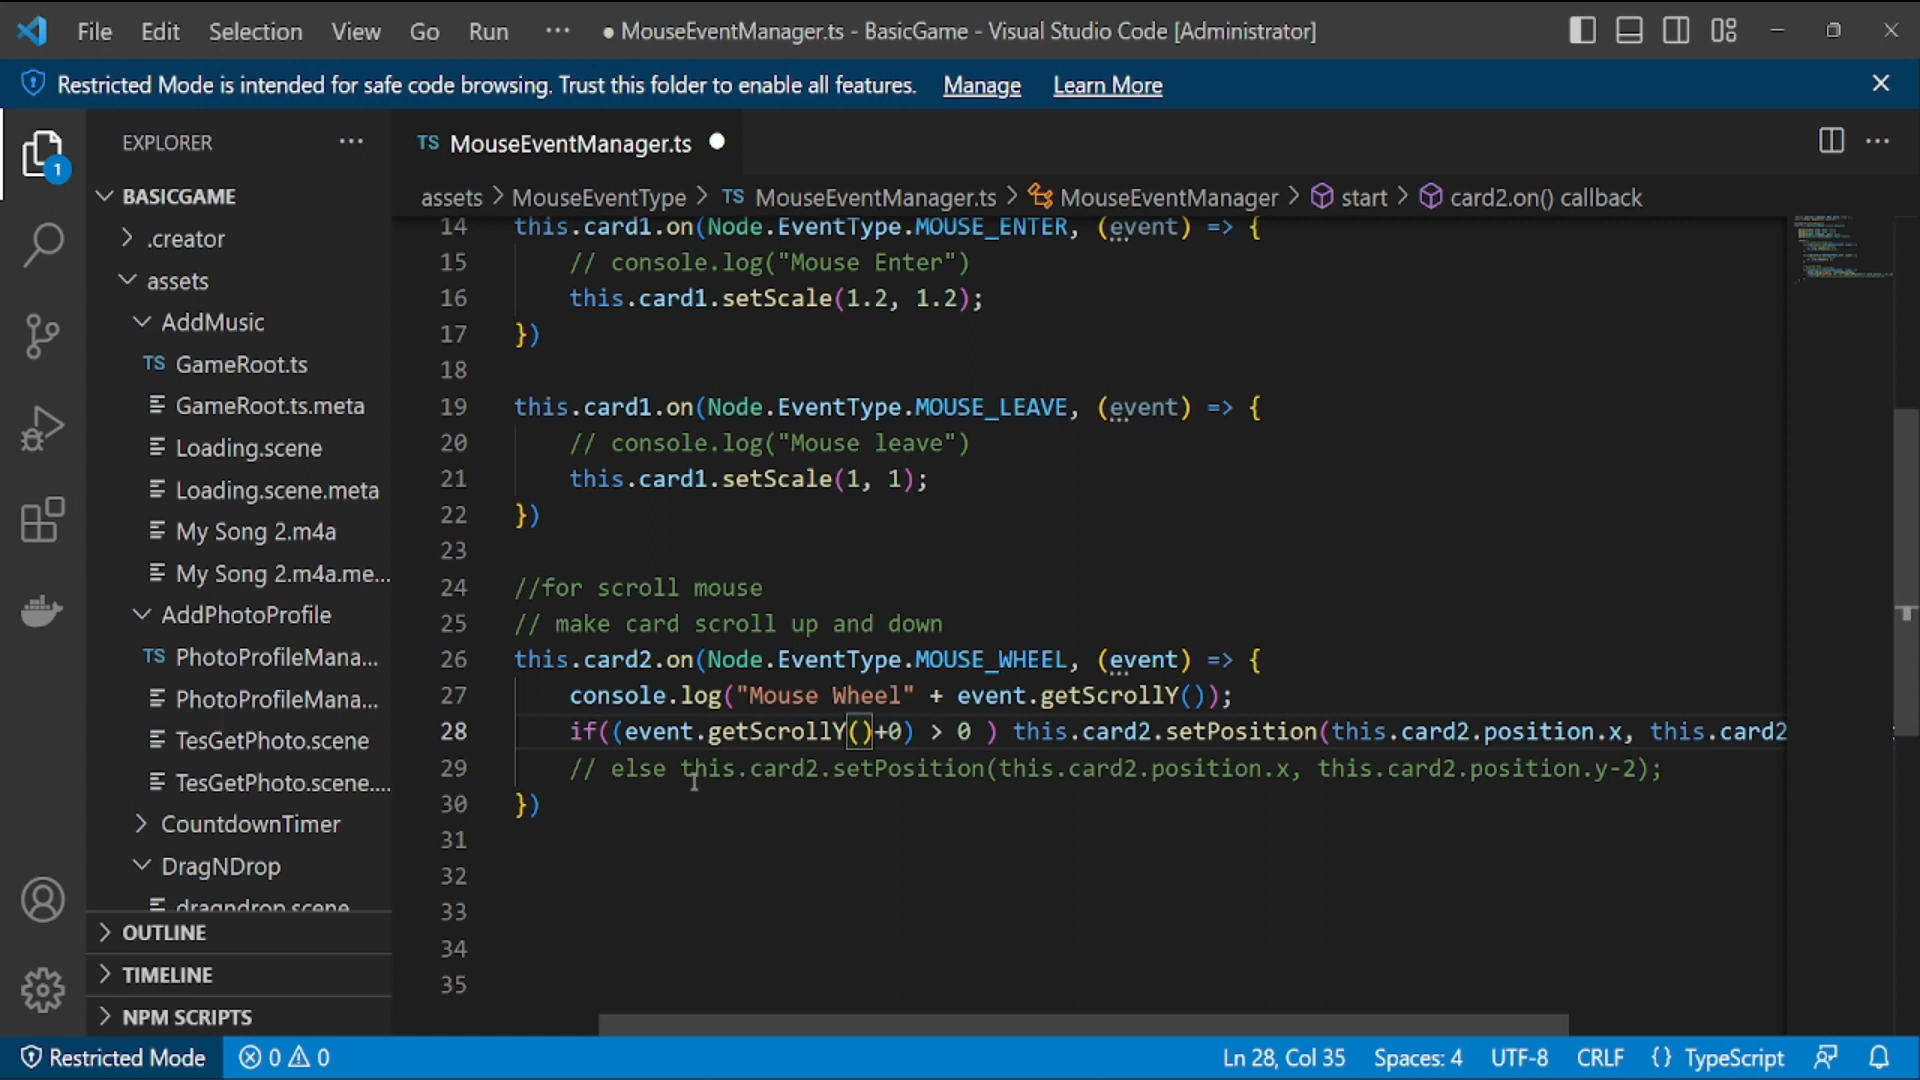 File Edit Selection View Go Run ··· ● MouseEventManager.ts - BasicGame - Visual Studio Code [Administrator]
Restricted Mode is intended for safe code browsing. Trust this folder to enable all features. Manage Learn More
EXPLORER ···
1
BASICGAME
.creator
assets
AddMusic
TS GameRoot.ts
GameRoot.ts.meta
Loading.scene
Loading.scene.meta
My Song 2.m4a
My Song 2.m4a.me...
AddPhotoProfile
TS PhotoProfileMana...
PhotoProfileMana...
TesGetPhoto.scene
TesGetPhoto.scene....
CountdownTimer
DragNDrop
dragndrop.scene
OUTLINE
TIMELINE
NPM SCRIPTS
TS MouseEventManager.ts ●
assets > MouseEventType > TS MouseEventManager.ts > MouseEventManager > start > card2.on() callback
14 this.card1.on(Node.EventType.MOUSE_ENTER, (event) => {
15 // console.log("Mouse Enter")
16 this.card1.setScale(1.2, 1.2);
17 })
18
19 this.card1.on(Node.EventType.MOUSE_LEAVE, (event) => {
20 // console.log("Mouse leave")
21 this.card1.setScale(1, 1);
22 })
23
24 //for scroll mouse
25 // make card scroll up and down
26 this.card2.on(Node.EventType.MOUSE_WHEEL, (event) => {
27 console.log("Mouse Wheel" + event.getScrollY());
28 if((event.getScrollY()+0) > 0 ) this.card2.setPosition(this.card2.position.x, this.card2
29 // else this.card2.setPosition(this.card2.position.x, this.card2.position.y-2);
30 })
31
32
33
34
35
Restricted Mode 0 0 Ln 28, Col 35 Spaces: 4 UTF-8 CRLF {} TypeScript